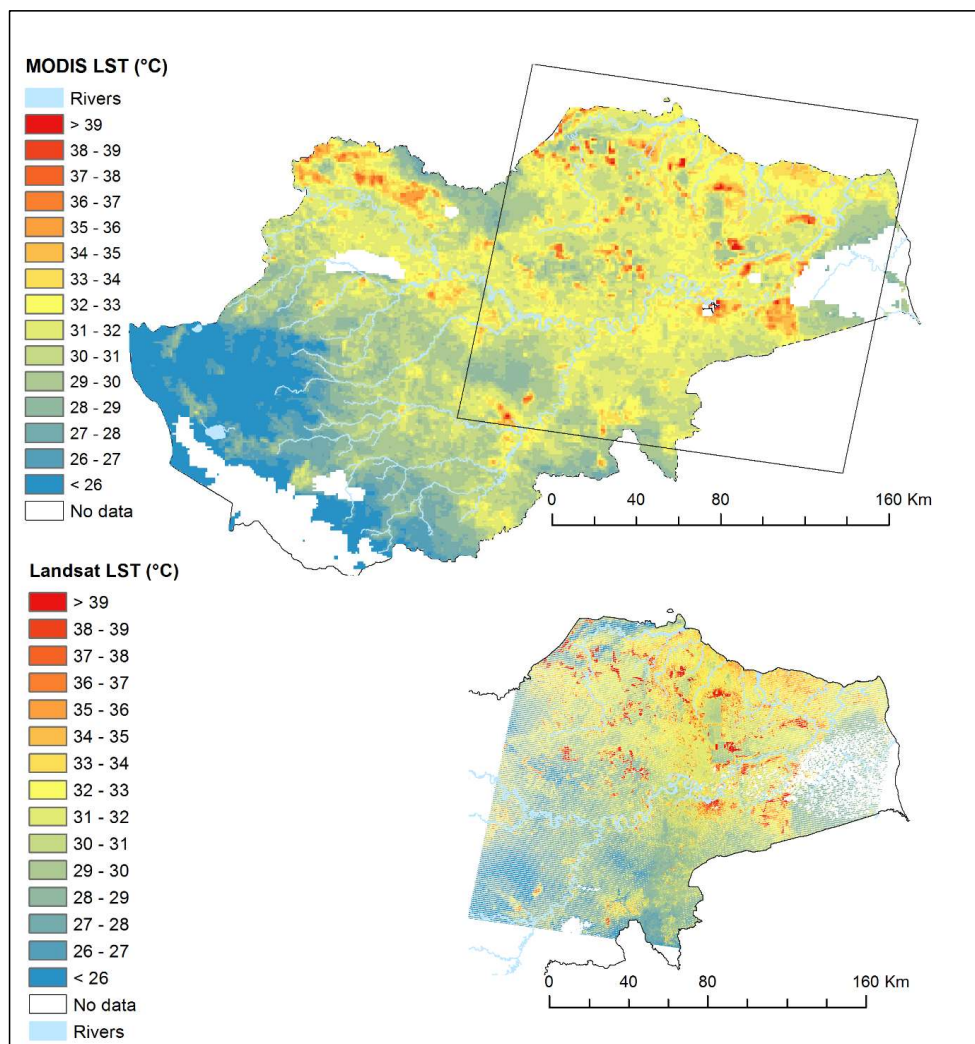 MODIS LST (°C)
Rivers
> 39
38 - 39
37 - 38
36 - 37
35 - 36
34 - 35
33 - 34
32 - 33
31 - 32
30 - 31
29 - 30
28 - 29
27 - 28
26 - 27
< 26
No data
0 40 80 160 Km
Landsat LST (°C)
> 39
38 - 39
37 - 38
36 - 37
35 - 36
34 - 35
33 - 34
32 - 33
31 - 32
30 - 31
29 - 30
28 - 29
27 - 28
26 - 27
< 26
No data
Rivers
0 40 80 160 Km